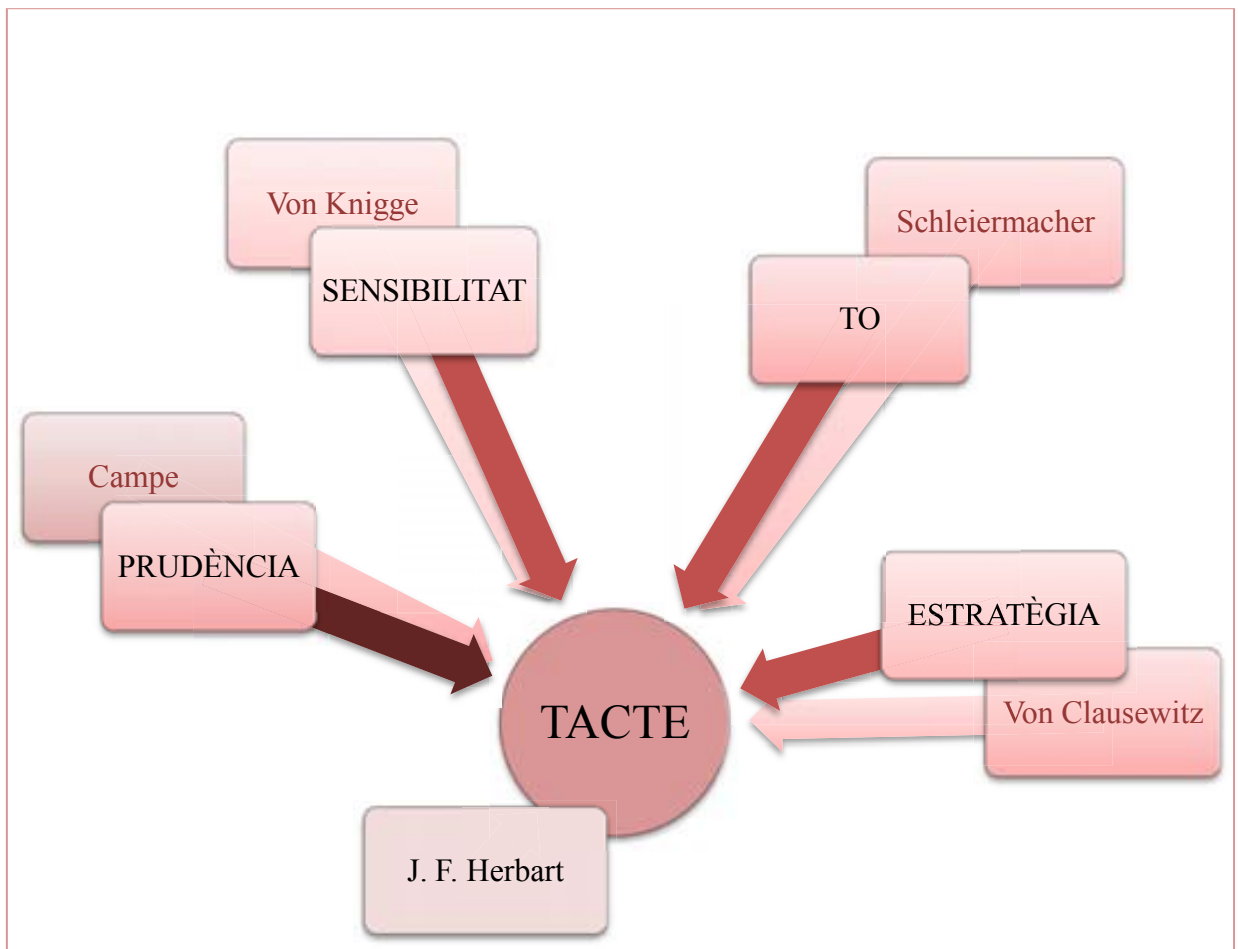 Von Knigge
SENSIBILITAT
Schleiermacher
TO
Campe
PRUDÈNCIA
ESTRATÈGIA
Von Clausewitz
TACTE
J. F. Herbart